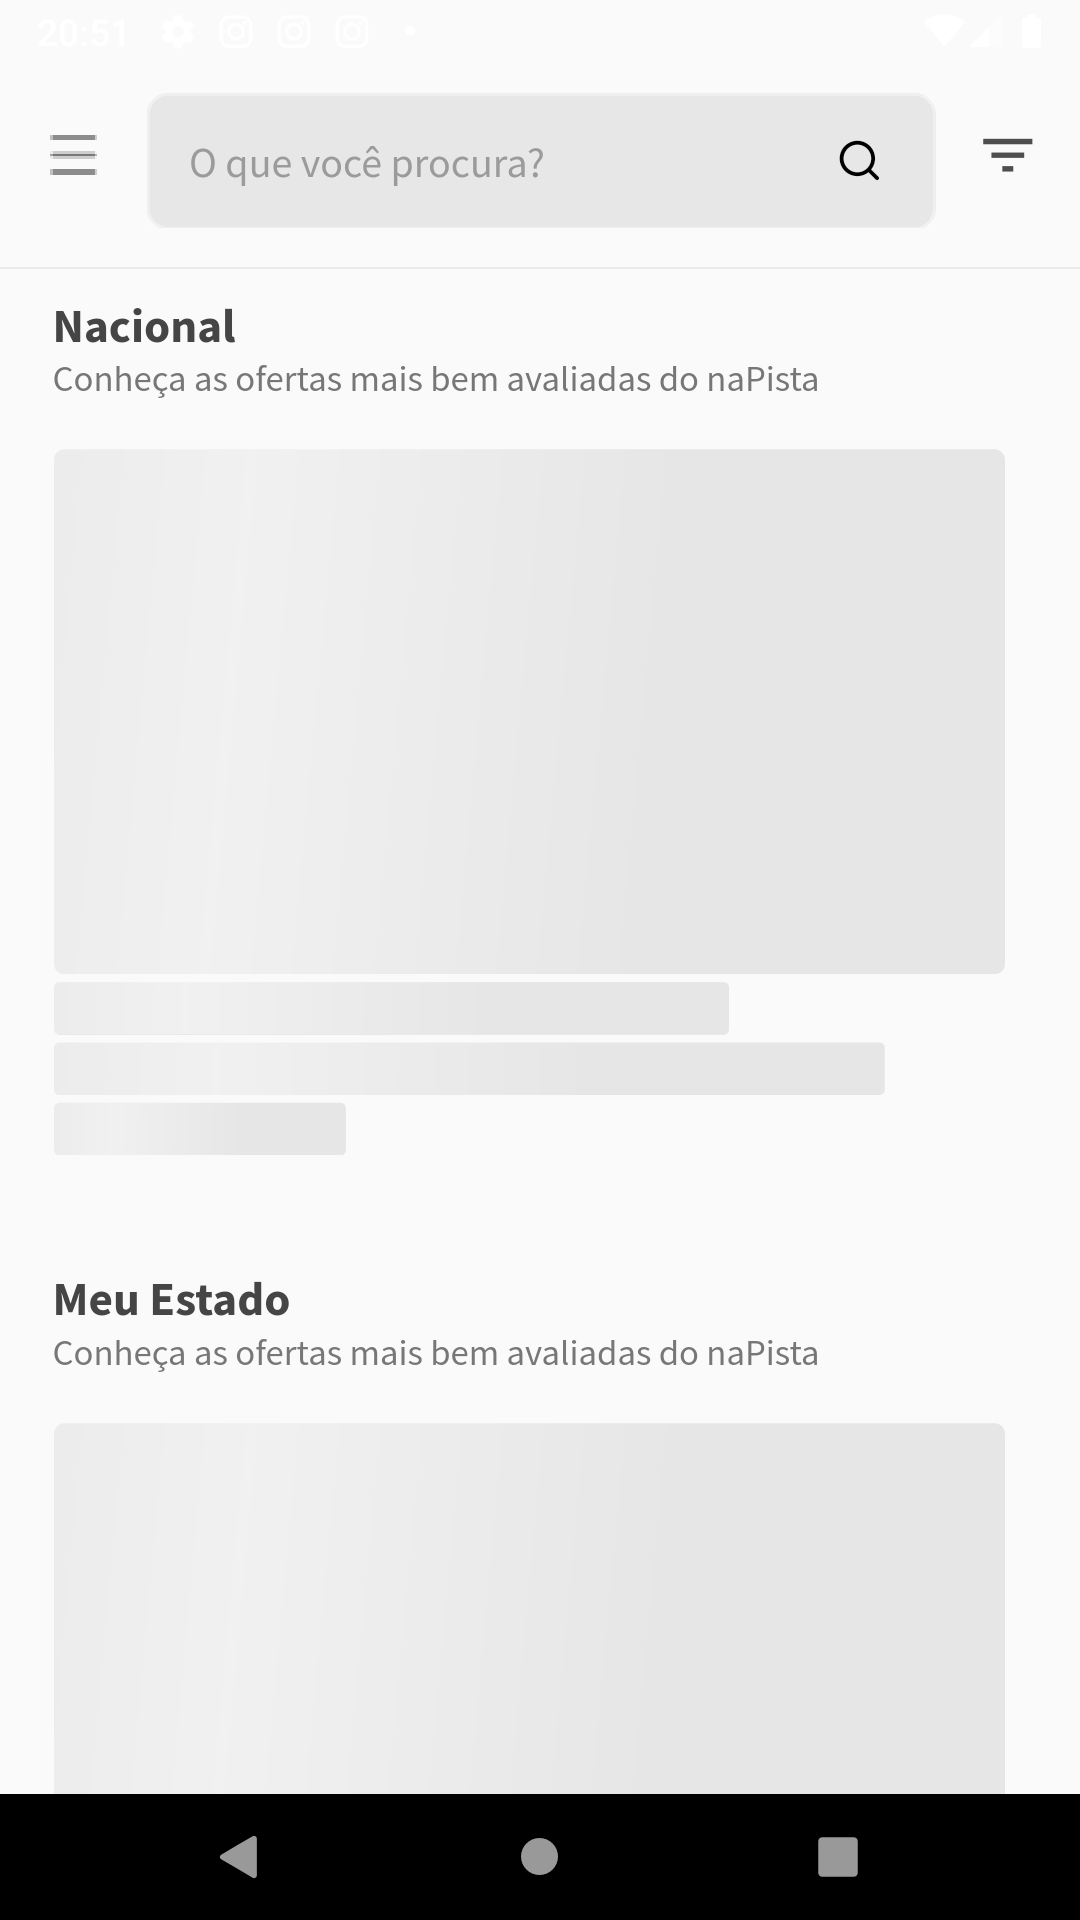 20:51
O que você procura?
Nacional
Conheça as ofertas mais bem avaliadas do naPista
Meu Estado
Conheça as ofertas mais bem avaliadas do naPista